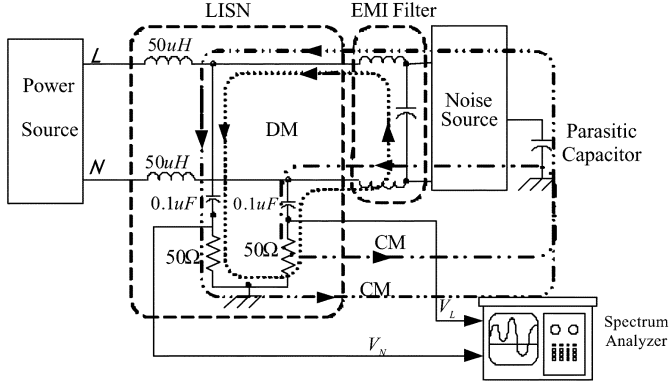 LISN
EMI Filter
50uH
L
Power
Source
DM
Noise
Source
Parasitic
Capacitor
N
50uH
0.1uF
0.1uF
50Ω
50Ω
CM
CM
V_L
V_N
Spectrum
Analyzer